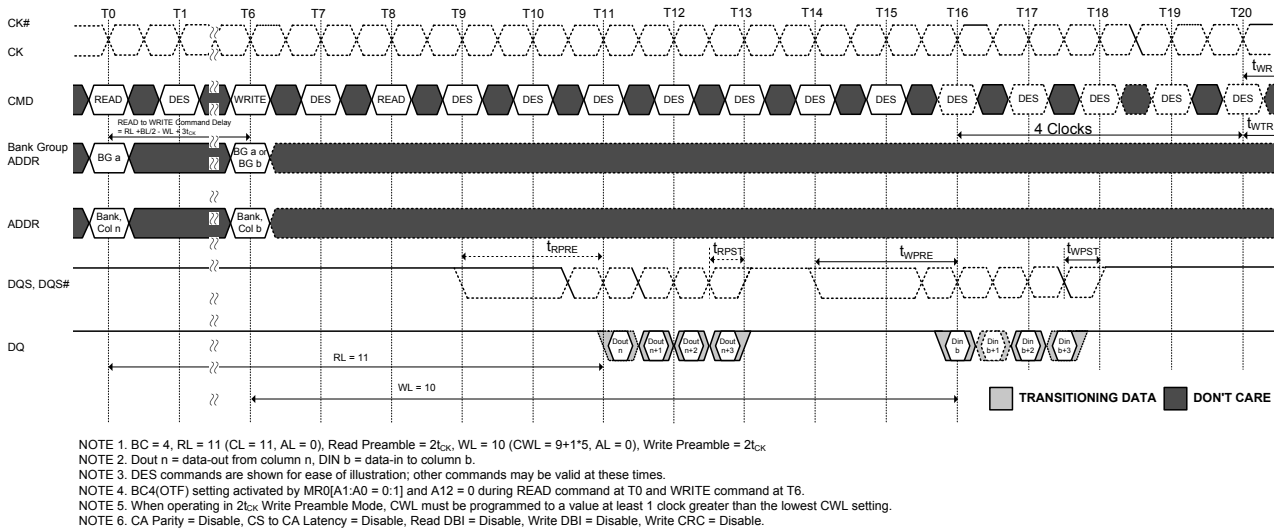 T0 T1 T6 T7 T8 T9 T10 T11 T12 T13 T14 T15 T16 T17 T18 T19 T20
CK#
CK
tWR
CMD READ DES WRITE DES READ DES DES DES DES DES DES DES DES DES DES DES DES
READ to WRITE Command Delay
= RL +BL/2 - WL + 3tCK
4 Clocks
tWTR
Bank Group
ADDR
BG a
BG a or
BG b
ADDR
Bank,
Col n
Bank,
Col b
tRPRE tRPST tWPRE tWPST
DQS, DQS#
DQ
Dout
n
Dout
n+1
Dout
n+2
Dout
n+3
Din
b
Din
b+1
Din
b+2
Din
b+3
RL = 11
WL = 10
TRANSITIONING DATA DON'T CARE
NOTE 1. BC = 4, RL = 11 (CL = 11, AL = 0), Read Preamble = 2tCK, WL = 10 (CWL = 9+1*5, AL = 0), Write Preamble = 2tCK
NOTE 2. Dout n = data-out from column n, DIN b = data-in to column b.
NOTE 3. DES commands are shown for ease of illustration; other commands may be valid at these times.
NOTE 4. BC4(OTF) setting activated by MR0[A1:A0 = 0:1] and A12 = 0 during READ command at T0 and WRITE command at T6.
NOTE 5. When operating in 2tCK Write Preamble Mode, CWL must be programmed to a value at least 1 clock greater than the lowest CWL setting.
NOTE 6. CA Parity = Disable, CS to CA Latency = Disable, Read DBI = Disable, Write DBI = Disable, Write CRC = Disable.